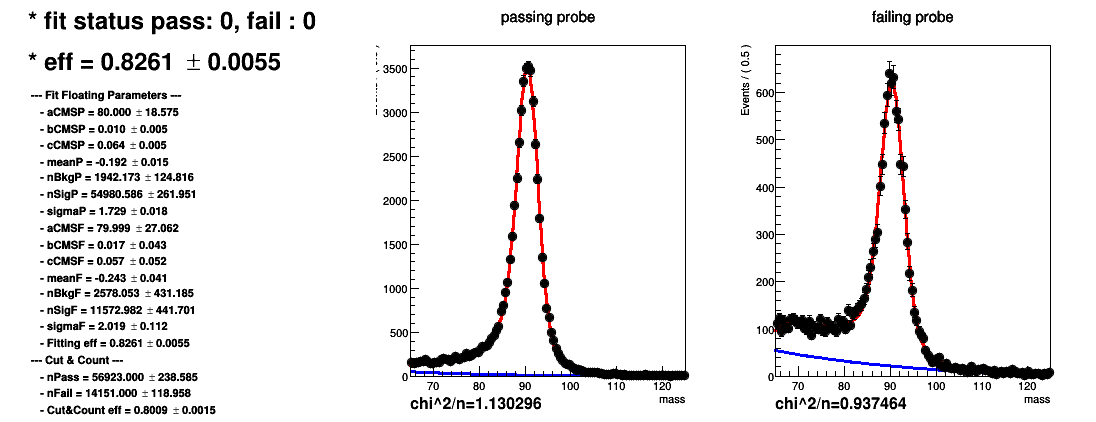 * fit status pass: 0, fail : 0
* eff = 0.8261 ± 0.0055
--- Fit Floating Parameters ---
- aCMSP = 80.000 ± 18.575
- bCMSP = 0.010 ± 0.005
- cCMSP = 0.064 ± 0.005
- meanP = -0.192 ± 0.015
- nBkgP = 1942.173 ± 124.816
- nSigP = 54980.586 ± 261.951
- sigmaP = 1.729 ± 0.018
- aCMSF = 79.999 ± 27.062
- bCMSF = 0.017 ± 0.043
- cCMSF = 0.057 ± 0.052
- meanF = -0.243 ± 0.041
- nBkgF = 2578.053 ± 431.185
- nSigF = 11572.982 ± 441.701
- sigmaF = 2.019 ± 0.112
- Fitting eff = 0.8261 ± 0.0055
--- Cut & Count ---
- nPass = 56923.000 ± 238.585
- nFail = 14151.000 ± 118.958
- Cut&Count eff = 0.8009 ± 0.0015
passing probe
3500
3000
2500
2000
1500
1000
500
0
70 80 90 100 110 120
mass
chi^2/n=1.130296
failing probe
Events / ( 0.5 )
600
500
400
300
200
100
0
70 80 90 100 110 120
mass
chi^2/n=0.937464